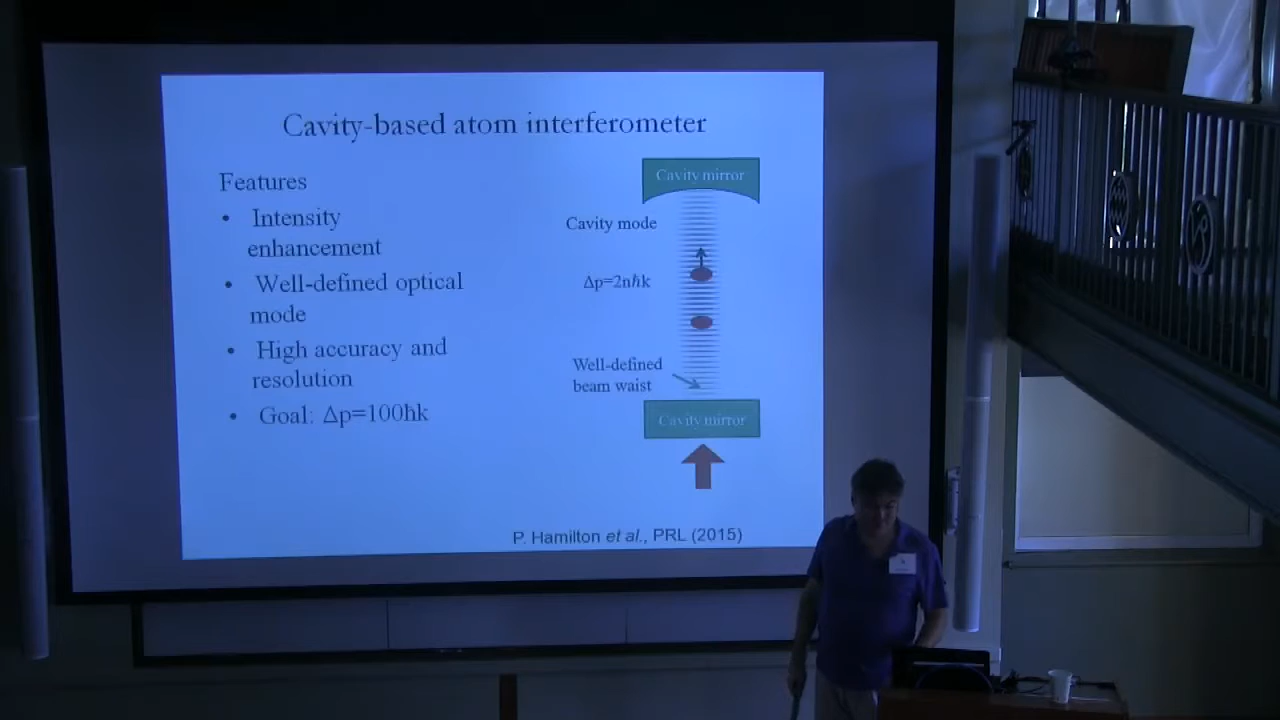 Cavity-based atom interferometer
Features
• Intensity
enhancement
• Well-defined optical
mode
• High accuracy and
resolution
• Goal: Δp=100ħk
Cavity mirror
Cavity mode
Δp=2nħk
Well-defined
beam waist
Cavity mirror
P. Hamilton et al., PRL (2015)